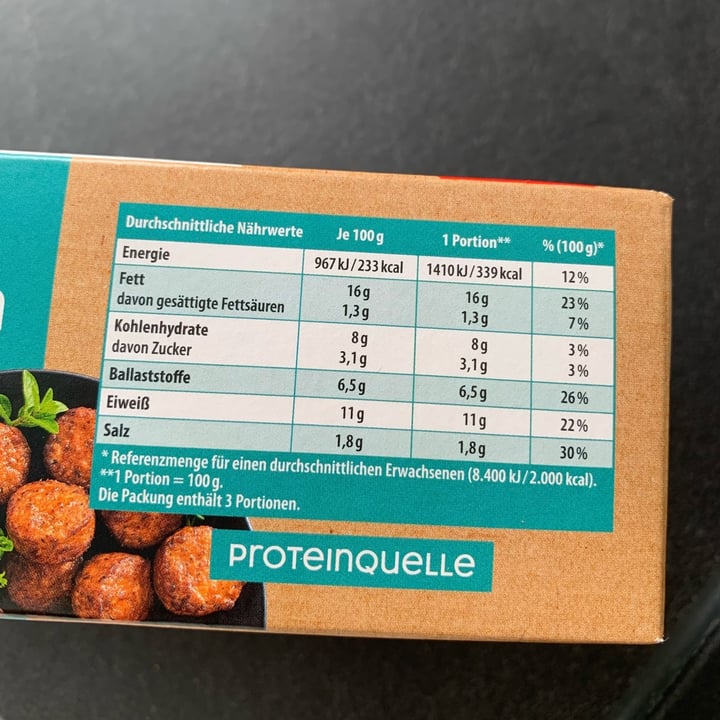 Durchschnittliche Nährwerte Je 100 g 1 Portion** % (100 g)*
Energie 967 kJ/233 kcal 1410 kJ/339 kcal 12 %
Fett 16 g 16 g 23 %
davon gesättigte Fettsäuren 1,3 g 1,3 g 7 %
Kohlenhydrate 8 g 8 g 3 %
davon Zucker 3,1 g 3,1 g 3 %
Ballaststoffe 6,5 g 6,5 g 26 %
Eiweiß 11 g 11 g 22 %
Salz 1,8 g 1,8 g 30 %
* Referenzmenge für einen durchschnittlichen Erwachsenen (8.400 kJ/2.000 kcal).
**1 Portion = 100 g.
Die Packung enthält 3 Portionen.
PROTEINQUELLE